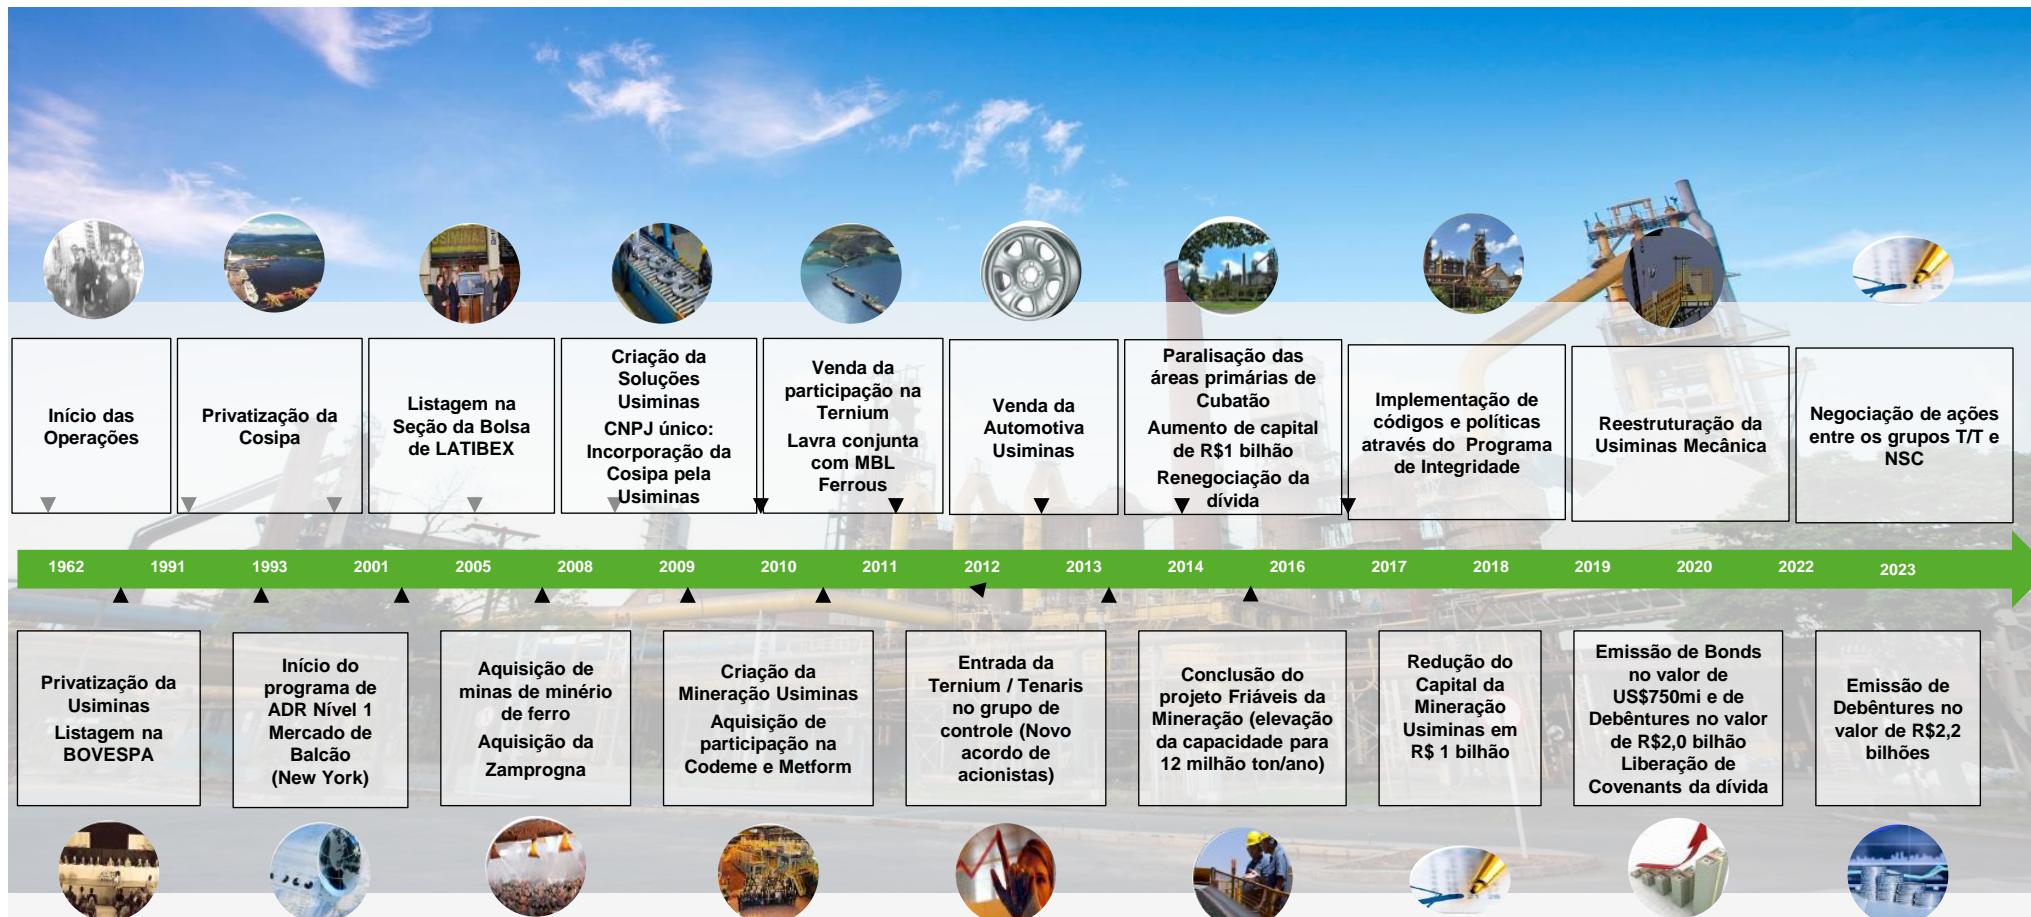 Início das
Operações
Privatização da
Cosipa
Listagem na
Seção da Bolsa
de LATIBEX
Criação da
Soluções
Usiminas
CNPJ único:
Incorporação da
Cosipa pela
Usiminas
Venda da
participação na
Ternium
Lavra conjunta
com MBL
Ferrous
Venda da
Automotiva
Usiminas
Paralisação das
áreas primárias de
Cubatão
Aumento de capital
de R$1 bilhão
Renegociação da
dívida
Implementação de
códigos e políticas
através do Programa
de Integridade
Reestruturação da
Usiminas Mecânica
Negociação de ações
entre os grupos T/T e
NSC
1962 1991 1993 2001 2005 2008 2009 2010 2011 2012 2013 2014 2016 2017 2018 2019 2020 2022 2023
Privatização da
Usiminas
Listagem na
BOVESPA
Início do
programa de
ADR Nível 1
Mercado de
Balcão
(New York)
Aquisição de
minas de minério
de ferro
Aquisição da
Zamprogna
Criação da
Mineração Usiminas
Aquisição de
participação na
Codeme e Metform
Entrada da
Ternium / Tenaris
no grupo de
controle (Novo
acordo de
acionistas)
Conclusão do
projeto Friáveis da
Mineração (elevação
da capacidade para
12 milhão ton/ano)
Redução do
Capital da
Mineração
Usiminas em
R$ 1 bilhão
Emissão de Bonds
no valor de
US$750mi e de
Debêntures no valor
de R$2,0 bilhão
Liberação de
Covenants da dívida
Emissão de
Debêntures no
valor de R$2,2
bilhões